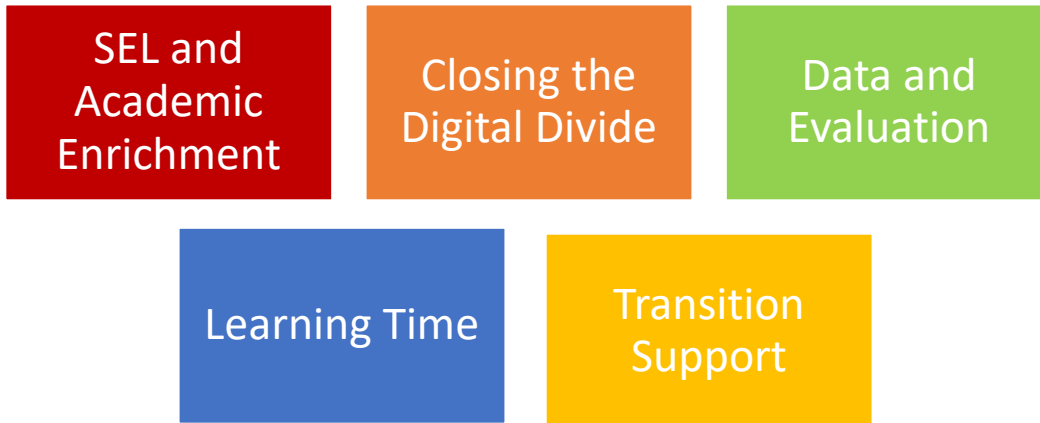 SEL and
Academic
Enrichment
Closing the
Digital Divide
Data and
Evaluation
Learning Time
Transition
Support